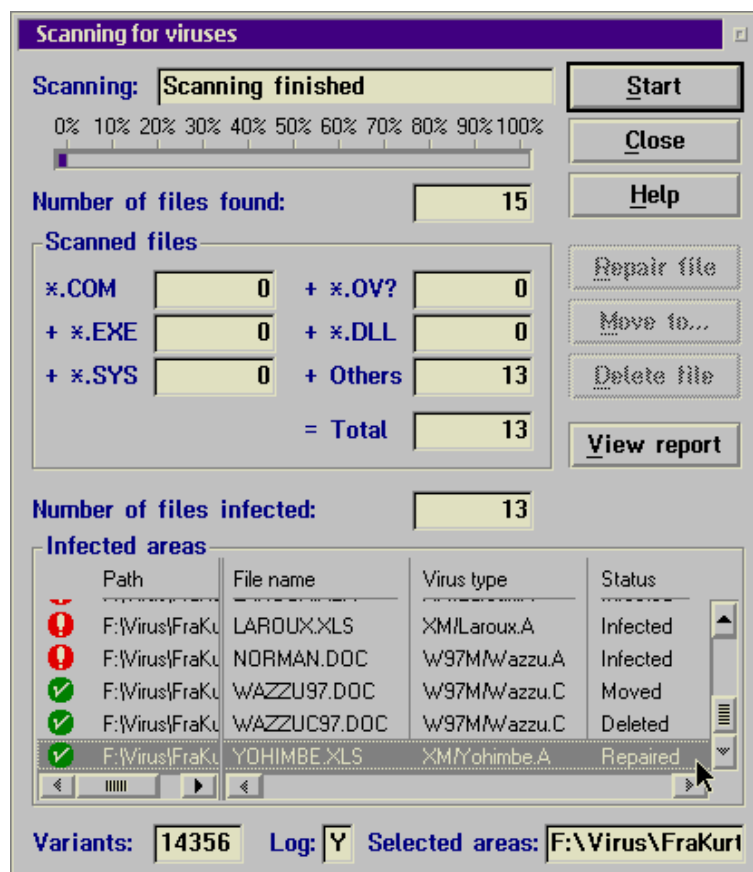 Scanning for viruses
Scanning: Scanning finished
Start
0% 10% 20% 30% 40% 50% 60% 70% 80% 90% 100%
Close
Number of files found: 15
Help
Scanned files
*.COM 0 + *.OV? 0
Repair file
+ *.EXE 0 + *.DLL 0
Move to...
+ *.SYS 0 + Others 13
Delete file
= Total 13
View report
Number of files infected: 13
Infected areas
Path File name Virus type Status
F:\Virus\FraKu LAROUX.XLS XM/Laroux.A Infected
F:\Virus\FraKu NORMAN.DOC W97M/Wazzu.A Infected
F:\Virus\FraKu WAZZU97.DOC W97M/Wazzu.C Moved
F:\Virus\FraKu WAZZUC97.DOC W97M/Wazzu.C Deleted
F:\Virus\FraKu YOHIMBE.XLS XM/Yohimbe.A Repaired
Variants: 14356 Log: Y Selected areas: F:\Virus\FraKurt